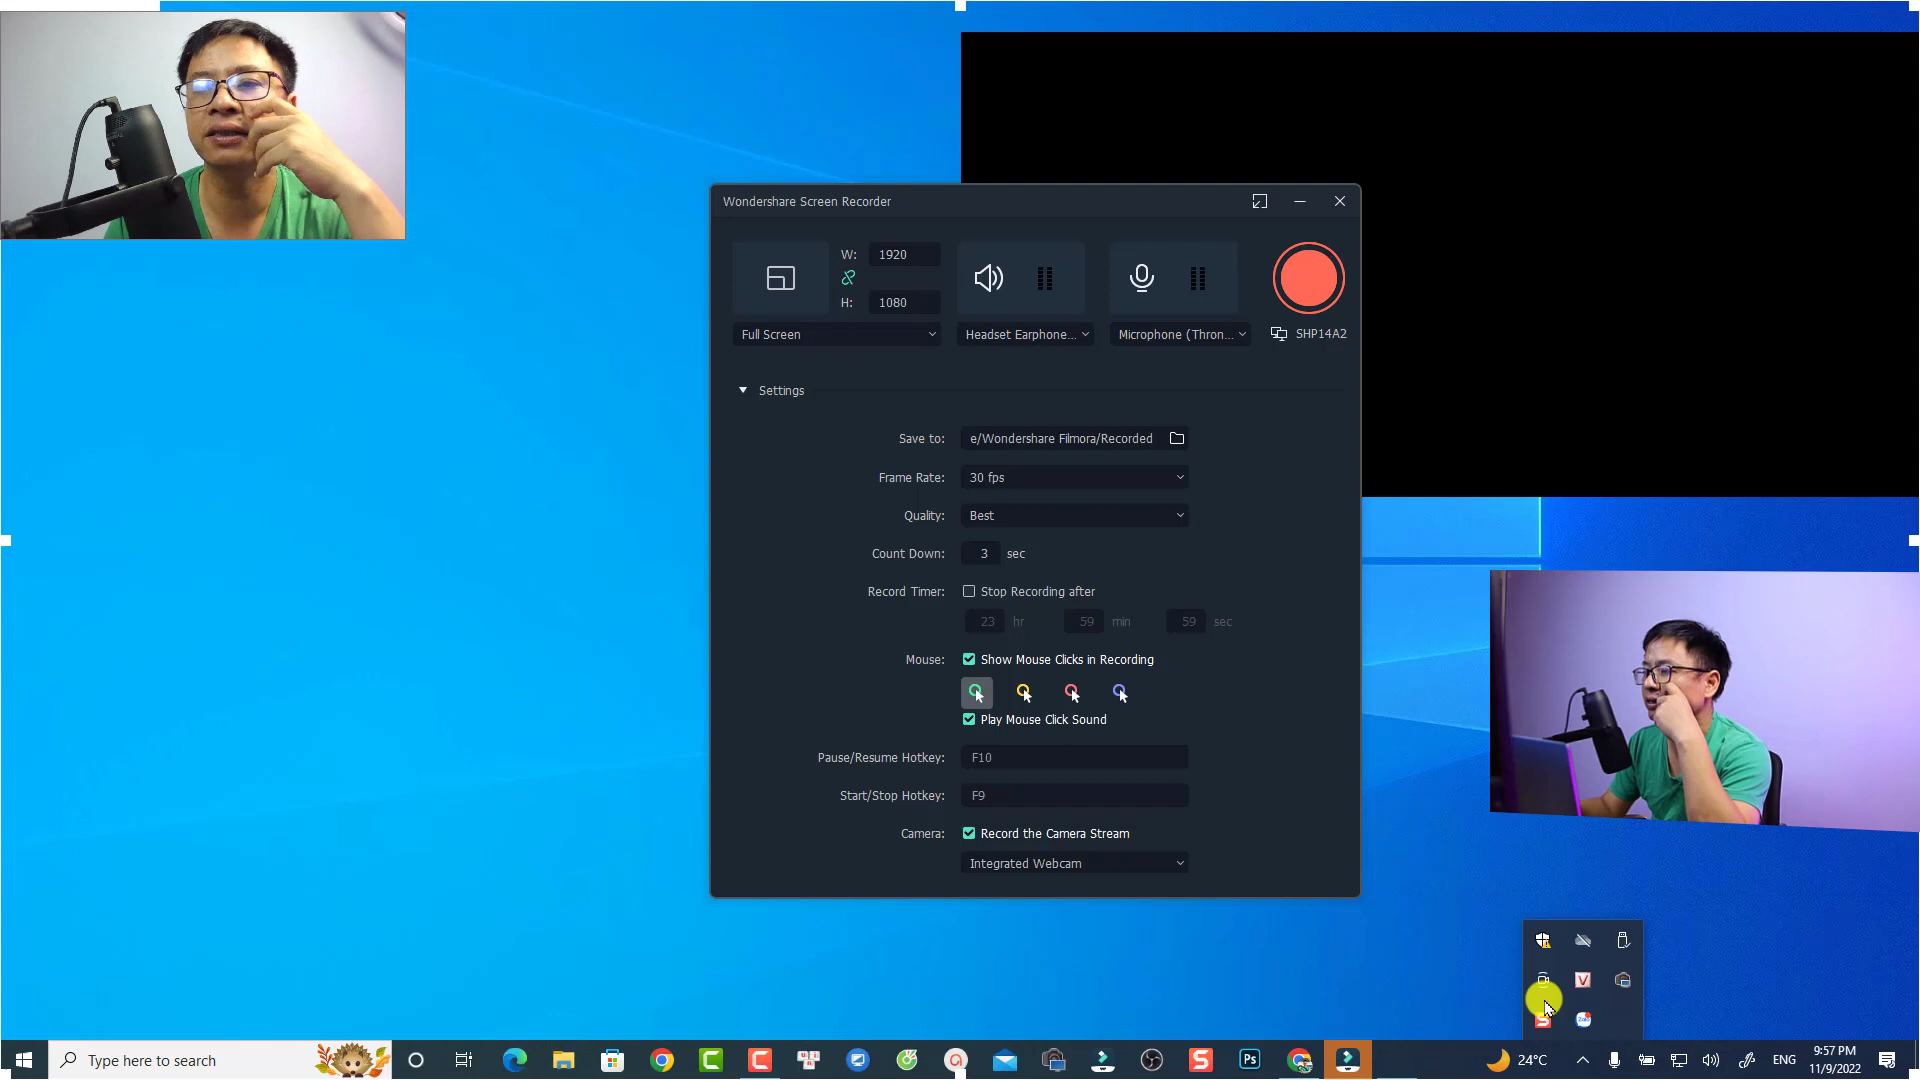 Wondershare Screen Recorder
W: 1920
H: 1080
Full Screen
Headset Earphone...
Microphone (Thron...
SHP14A2
Settings
Save to: e/Wondershare Filmora/Recorded
Frame Rate: 30 fps
Quality: Best
Count Down: 3 sec
Record Timer: Stop Recording after
23 hr 59 min 59 sec
Mouse: Show Mouse Clicks in Recording
Play Mouse Click Sound
Pause/Resume Hotkey: F10
Start/Stop Hotkey: F9
Camera: Record the Camera Stream
Integrated Webcam
V
S
Type here to search
C
C
S
Ps
24°C
ENG
9:57 PM
11/9/2022